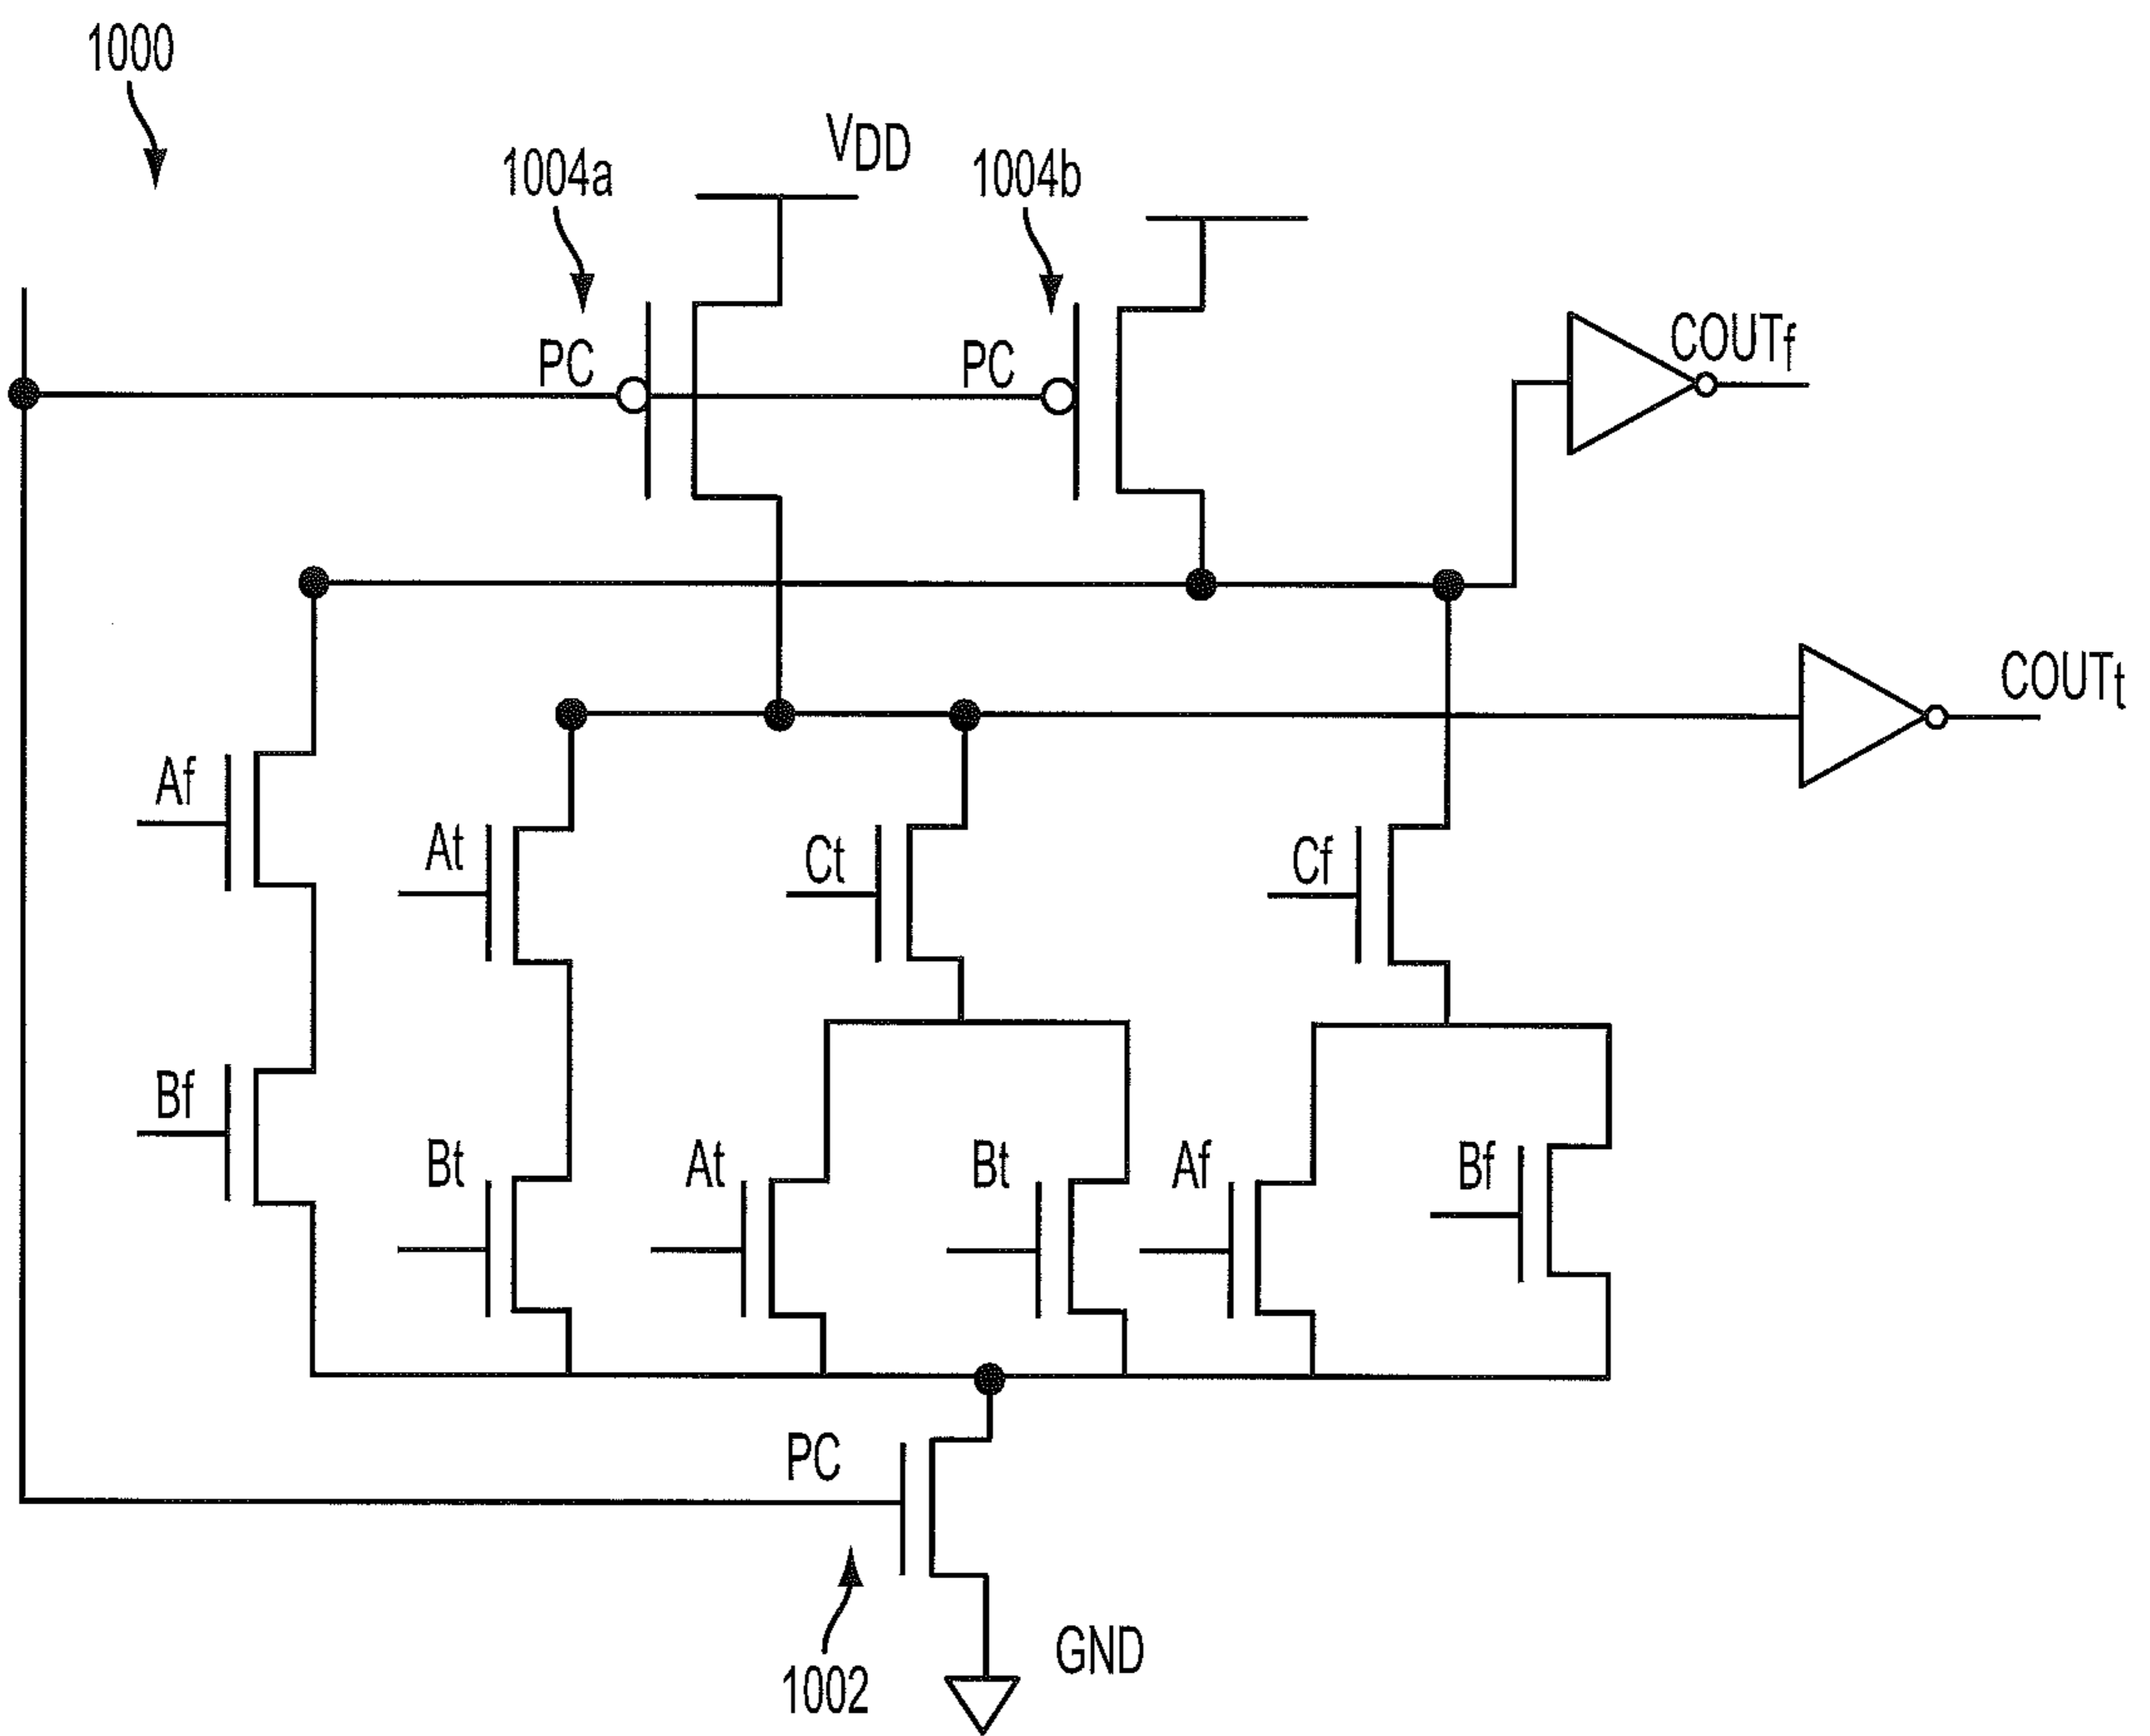 1000
VDD
1004a
1004b
PC
PC
COUTf
COUTt
Af
At
Ct
Cf
Bf
Bt
At
Bt
Af
Bf
PC
1002
GND